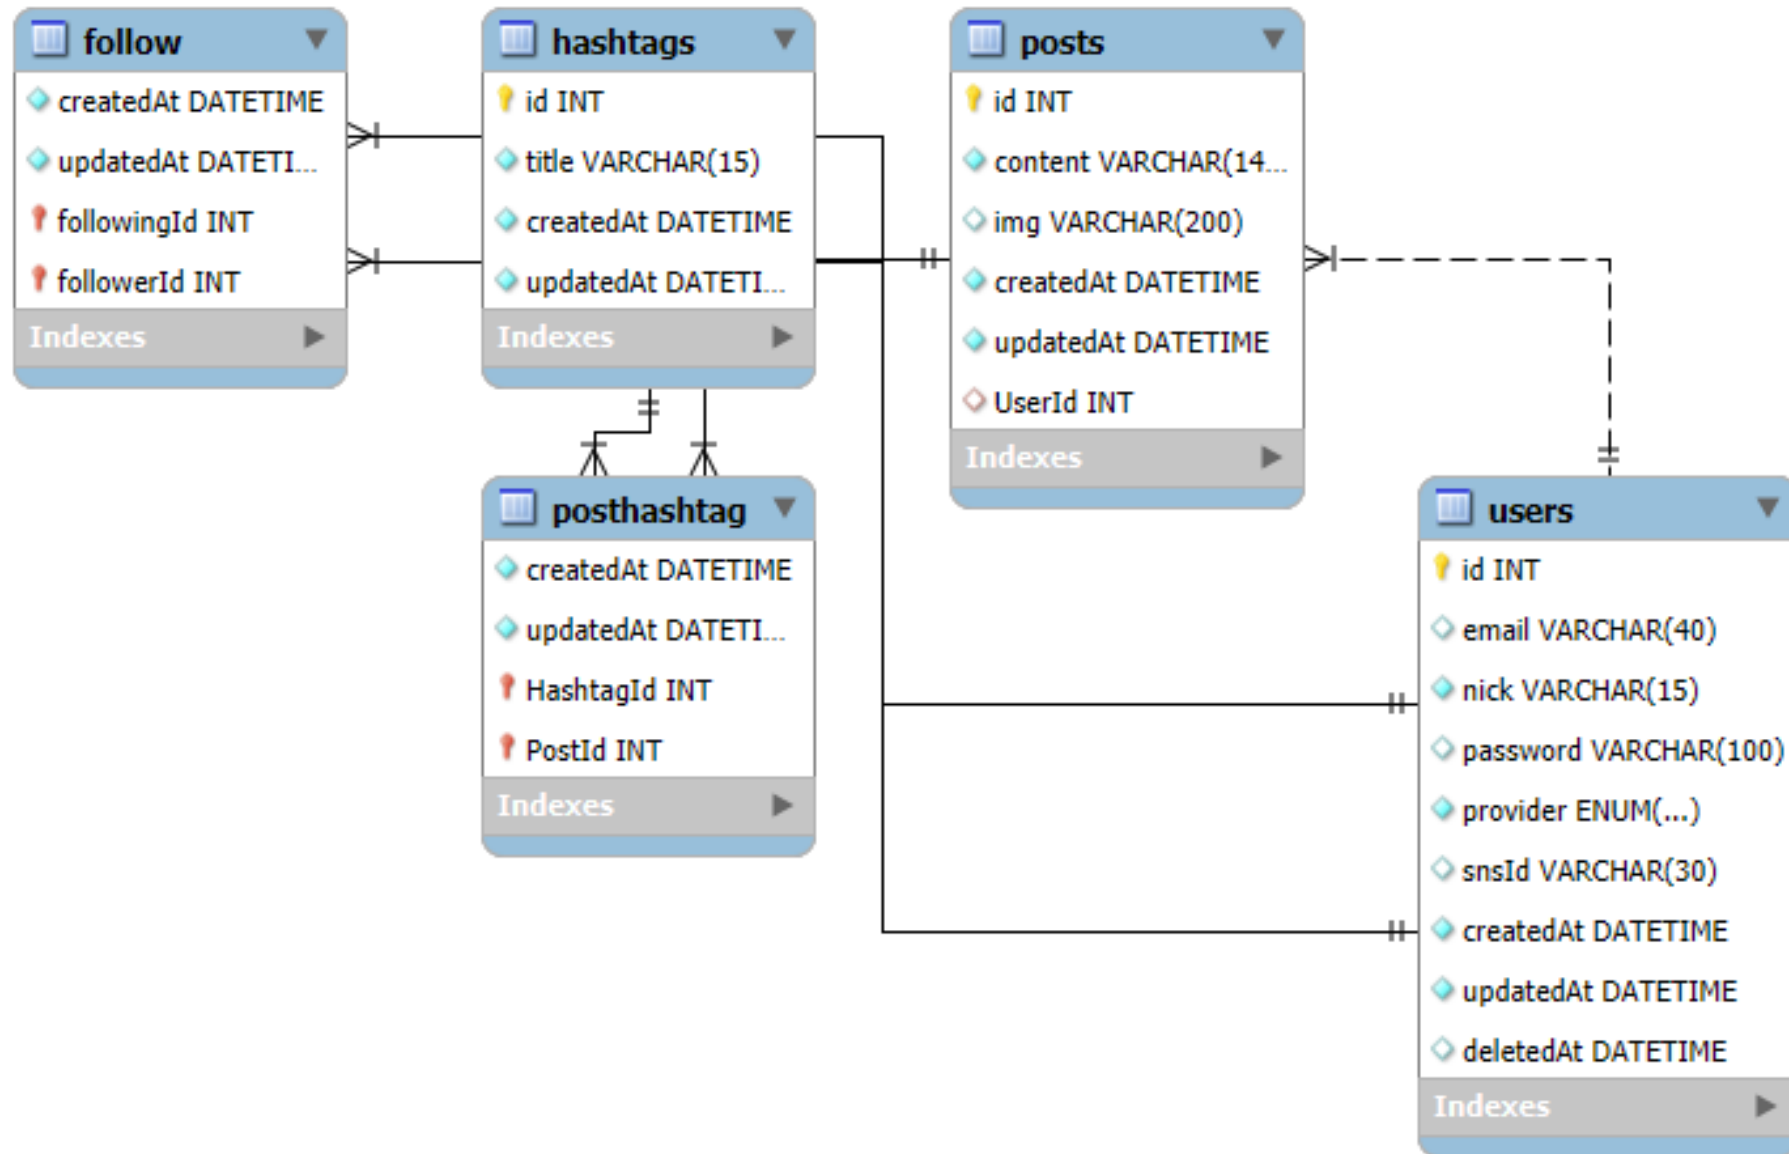 follow
createdAt DATETIME
updatedAt DATETI...
followingId INT
followerId INT
Indexes
hashtags
id INT
title VARCHAR(15)
createdAt DATETIME
updatedAt DATETI...
Indexes
posts
id INT
content VARCHAR(14...
img VARCHAR(200)
createdAt DATETIME
updatedAt DATETIME
UserId INT
Indexes
posthashtag
createdAt DATETIME
updatedAt DATETI...
HashtagId INT
PostId INT
Indexes
users
id INT
email VARCHAR(40)
nick VARCHAR(15)
password VARCHAR(100)
provider ENUM(...)
snsId VARCHAR(30)
createdAt DATETIME
updatedAt DATETIME
deletedAt DATETIME
Indexes